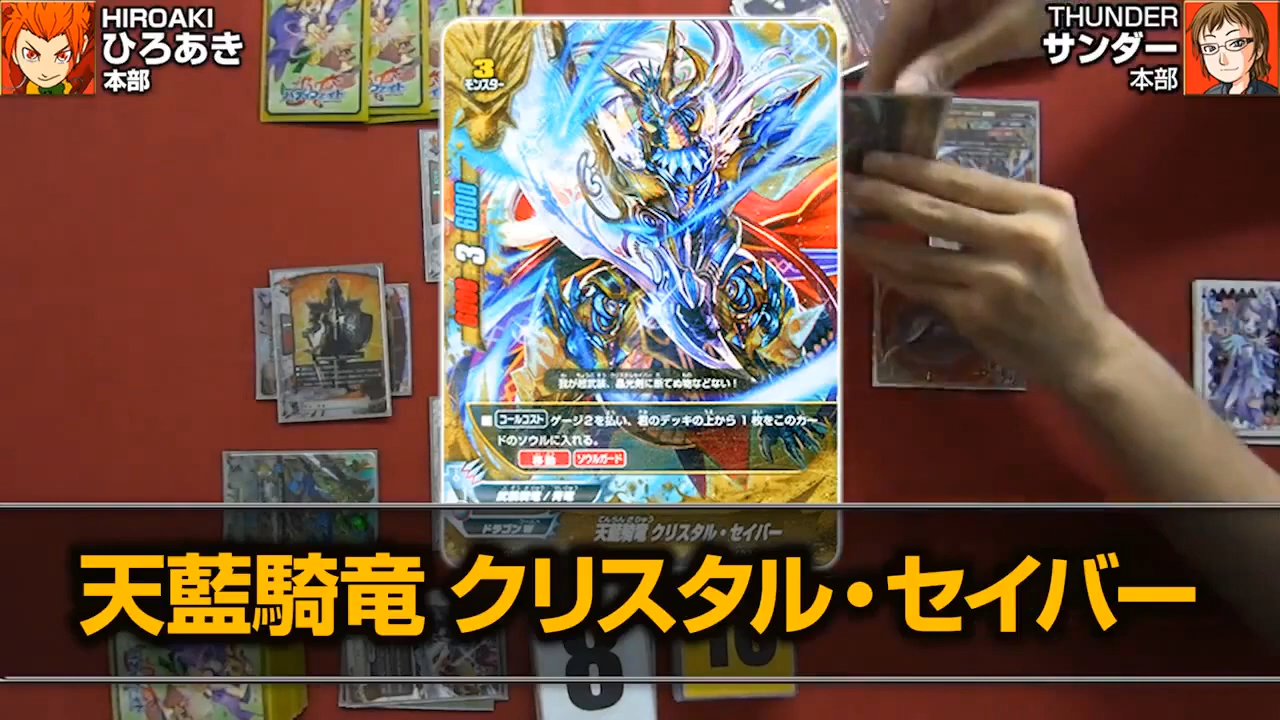 HIROAKI
ひろあき
本部
THUNDER
サンダー
本部
3
モンスター
6000
3
我が超武装、晶光剣に断てぬ物などない！
■コールコスト ゲージ2を払い、君のデッキの上から1枚をこのカー
ドのソウルに入れる。
移動 ソウルガード
武装騎竜/青竜
ドラゴンW
天藍騎竜 クリスタル・セイバー
天藍騎竜 クリスタル・セイバー
8
10